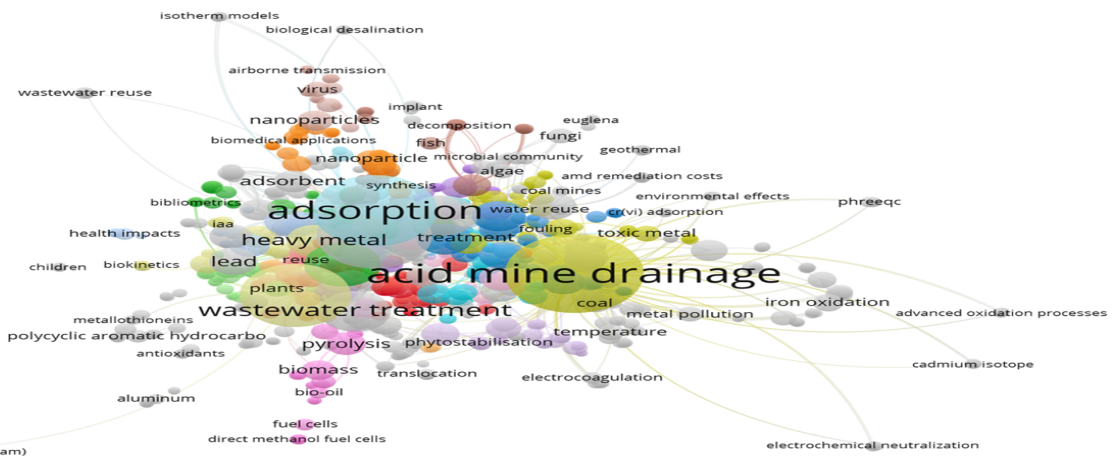 isotherm models
biological desalination
airborne transmission
virus
wastewater reuse
implant
nanoparticles
decomposition
euglena
fungi
biomedical applications
fish
geothermal
nanoparticle
microbial community
algae
amd remediation costs
adsorbent
synthesis
coal mines
environmental effects
bibliometrics
phreeqc
adsorption
water reuse
cr(vi) adsorption
iaa
fouling
health impacts
toxic metal
heavy metal
treatment
lead
reuse
children
biokinetics
acid mine drainage
plants
coal
iron oxidation
wastewater treatment
metal pollution
advanced oxidation processes
metallothioneins
temperature
polycyclic aromatic hydrocarbo
pyrolysis
phytostabilisation
antioxidants
cadmium isotope
biomass
translocation
electrocoagulation
bio-oil
aluminum
fuel cells
direct methanol fuel cells
electrochemical neutralization
am)